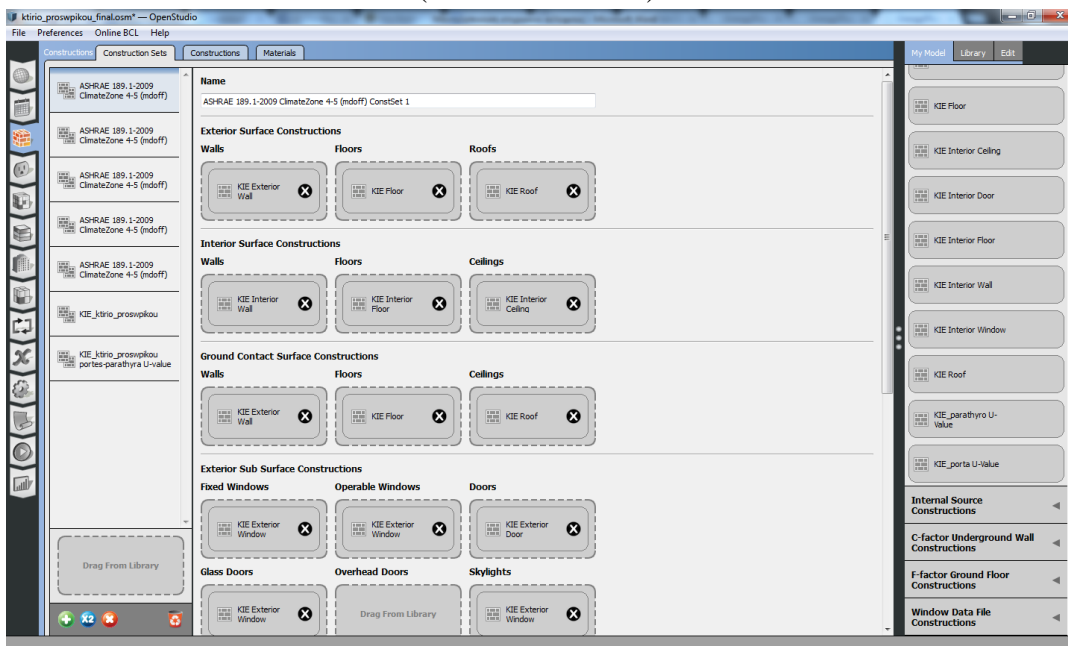 ktirio_proswpikou_final.osm* — OpenStudio
File Preferences Online BCL Help
Constructions Construction Sets Constructions Materials
My Model Library Edit
ASHRAE 189.1-2009
ClimateZone 4-5 (mdoff)
ASHRAE 189.1-2009
ClimateZone 4-5 (mdoff)
ASHRAE 189.1-2009
ClimateZone 4-5 (mdoff)
ASHRAE 189.1-2009
ClimateZone 4-5 (mdoff)
ASHRAE 189.1-2009
ClimateZone 4-5 (mdoff)
KIE_ktirio_proswpikou
KIE_ktirio_proswpikou
portes-parathyra U-value
Drag From Library
X2
Name
ASHRAE 189.1-2009 ClimateZone 4-5 (mdoff) ConstSet 1
Exterior Surface Constructions
Walls Floors Roofs
KIE Exterior
Wall
KIE Floor
KIE Roof
Interior Surface Constructions
Walls Floors Ceilings
KIE Interior
Wall
KIE Interior
Floor
KIE Interior
Ceiling
Ground Contact Surface Constructions
Walls Floors Ceilings
KIE Exterior
Wall
KIE Floor
KIE Roof
Exterior Sub Surface Constructions
Fixed Windows Operable Windows Doors
KIE Exterior
Window
KIE Exterior
Window
KIE Exterior
Door
Glass Doors Overhead Doors Skylights
KIE Exterior
Window
Drag From Library
KIE Exterior
Window
KIE Floor
KIE Interior Ceiling
KIE Interior Door
KIE Interior Floor
KIE Interior Wall
KIE Interior Window
KIE Roof
KIE_parathyro U-
Value
KIE_porta U-Value
Internal Source
Constructions
C-factor Underground Wall
Constructions
F-factor Ground Floor
Constructions
Window Data File
Constructions